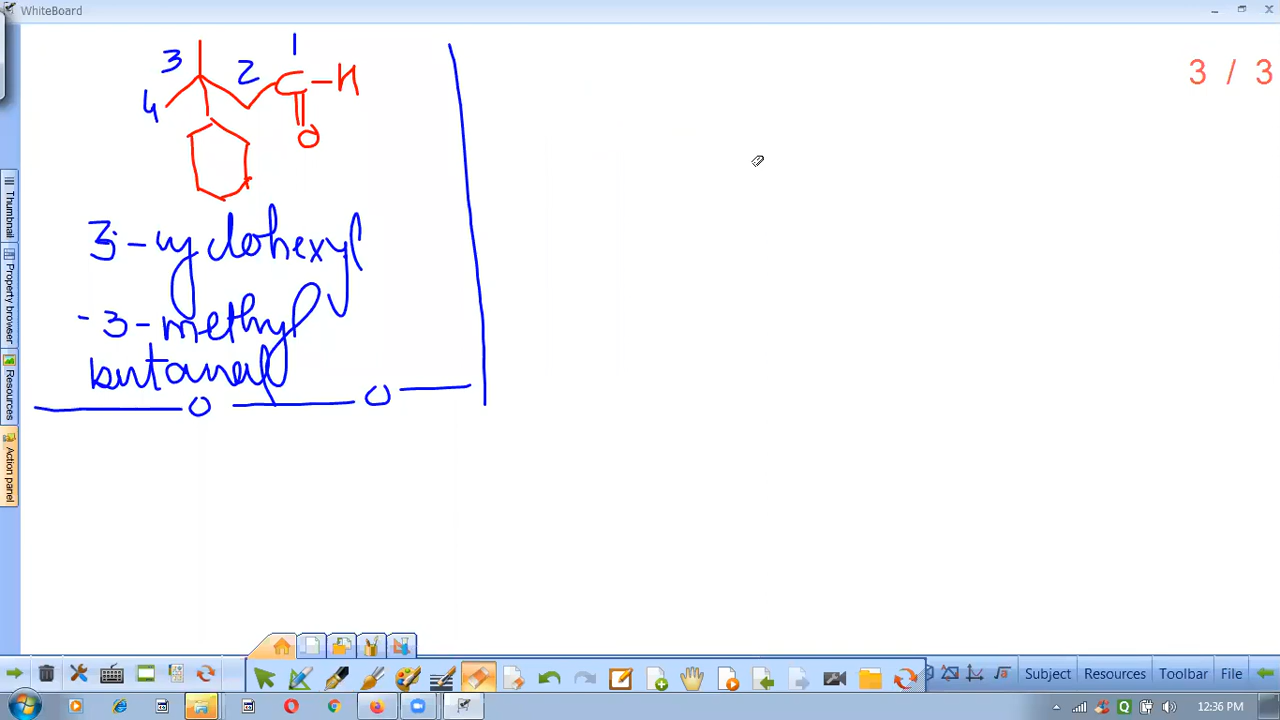 WhiteBoard
3 / 3
1
3
2
4
C-H
O
3-cyclohexyl
-3-methyl
butanal
Thumbnail
Property browser
Resources
Action panel
Subject
Resources
Toolbar
File
12:36 PM